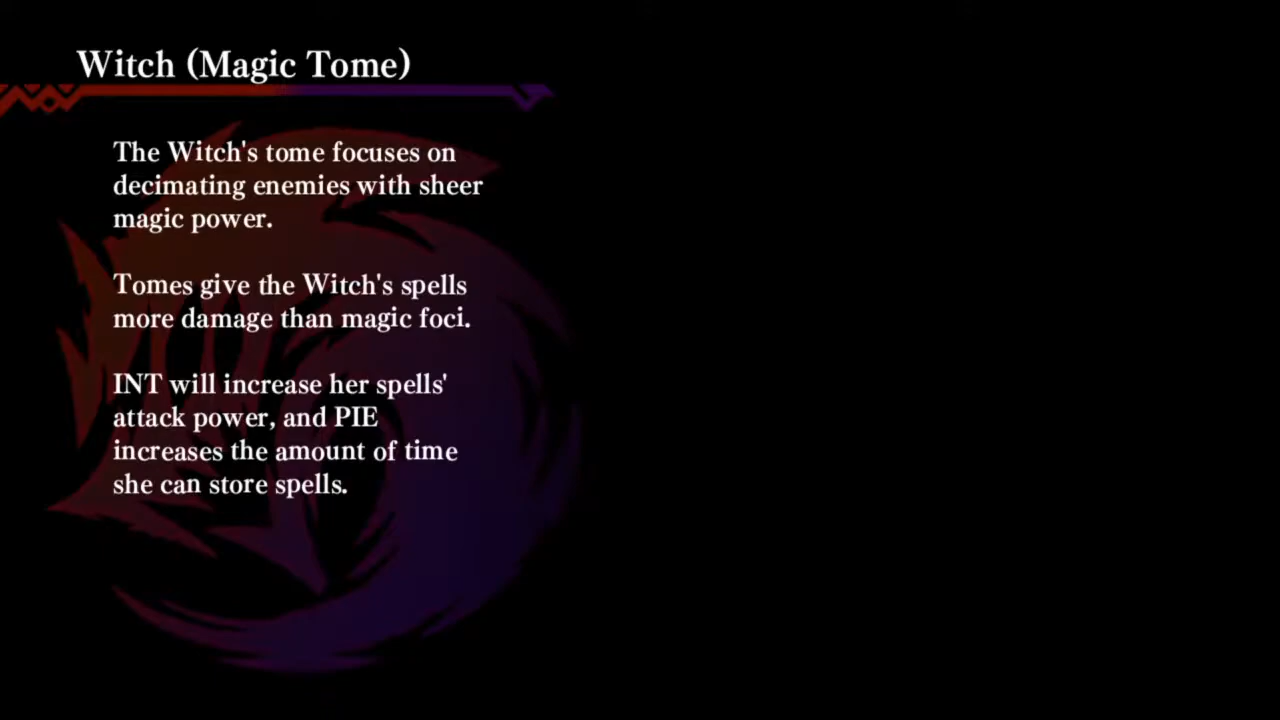 Witch (Magic Tome)
The Witch's tome focuses on
decimating enemies with sheer
magic power.
Tomes give the Witch's spells
more damage than magic foci.
INT will increase her spells'
attack power, and PIE
increases the amount of time
she can store spells.